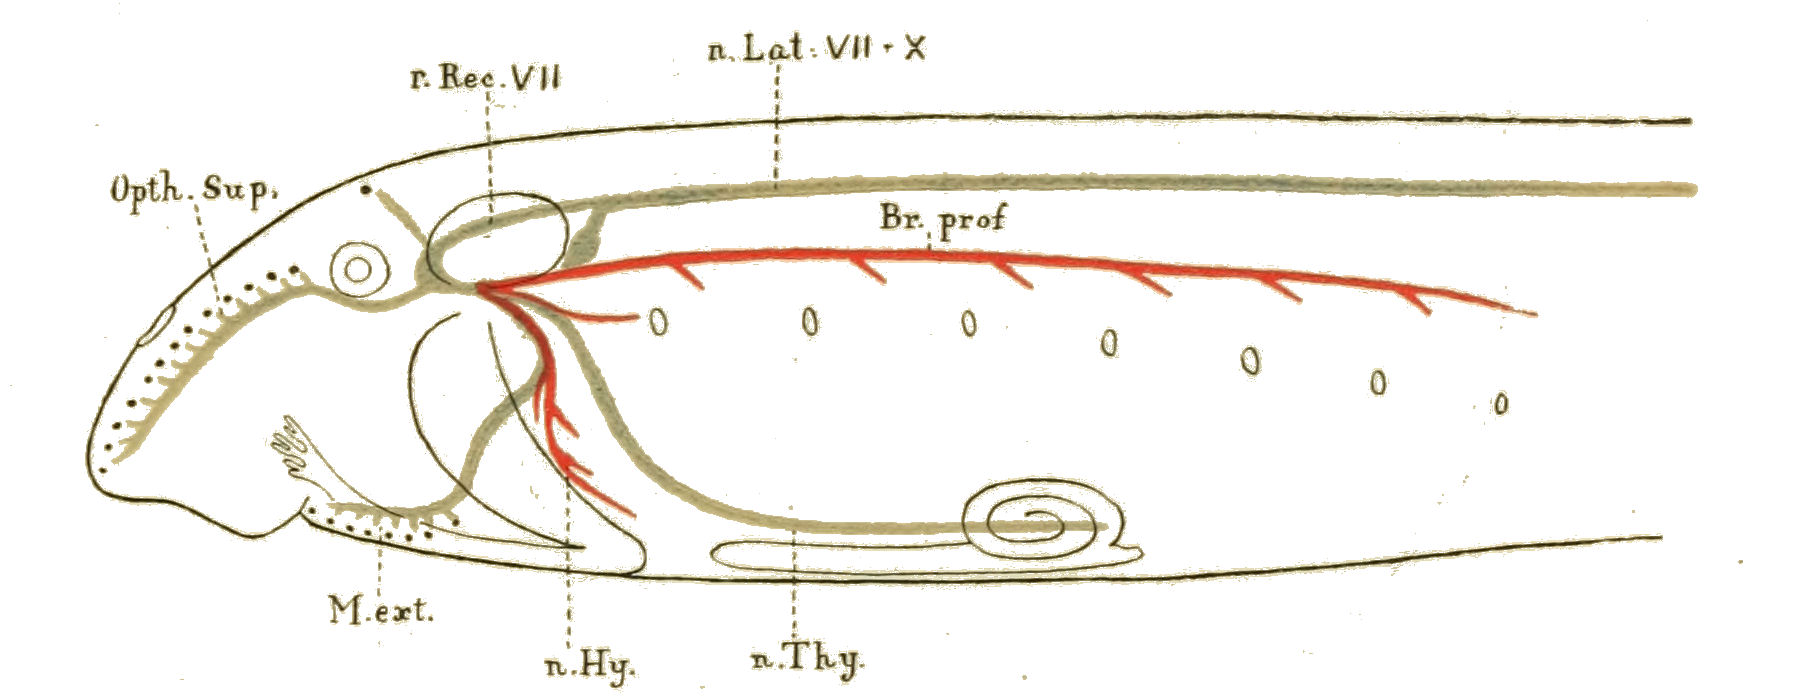 n. Lat. VII · X
r. Rec. VII
Opth. Sup.
Br. prof
M. ext.
n. Hy.
n. Thy.